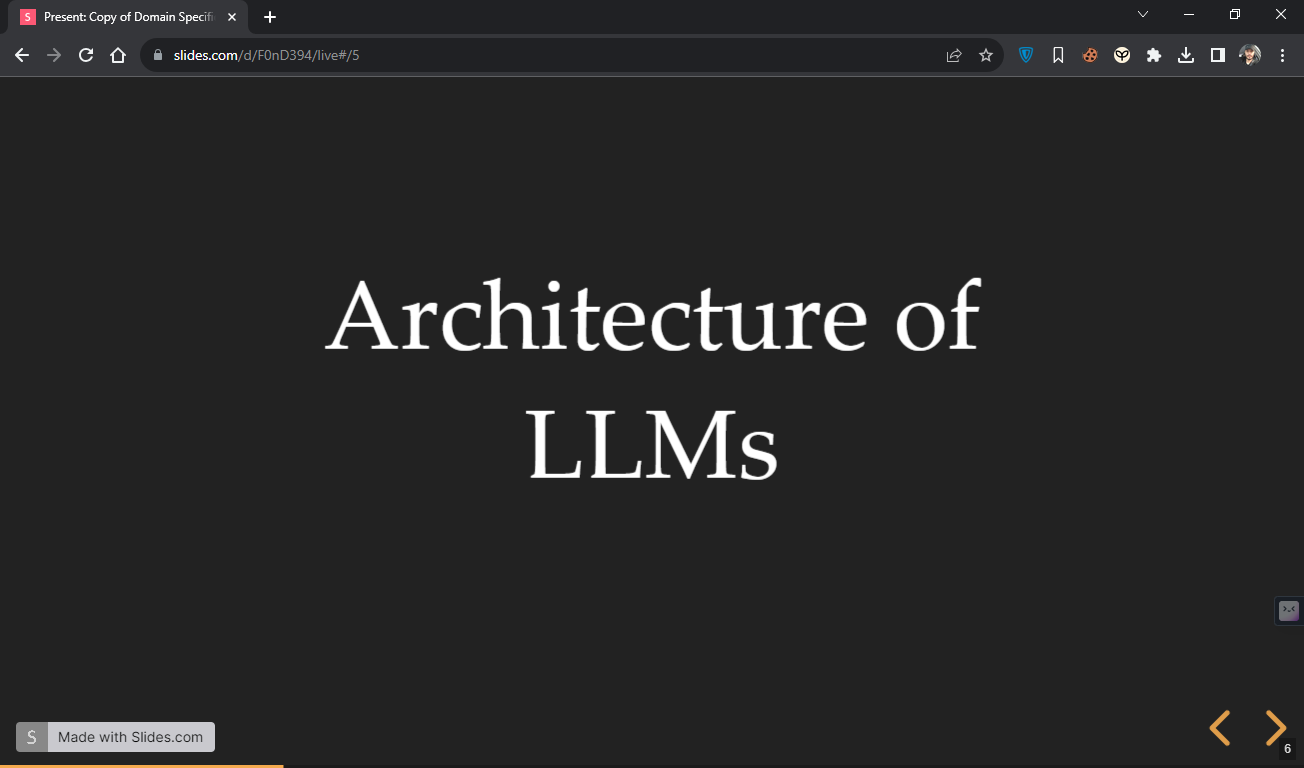 S Present: Copy of Domain Specifi
slides.com/d/F0nD394/live#/5
Architecture of
LLMs
S Made with Slides.com
6